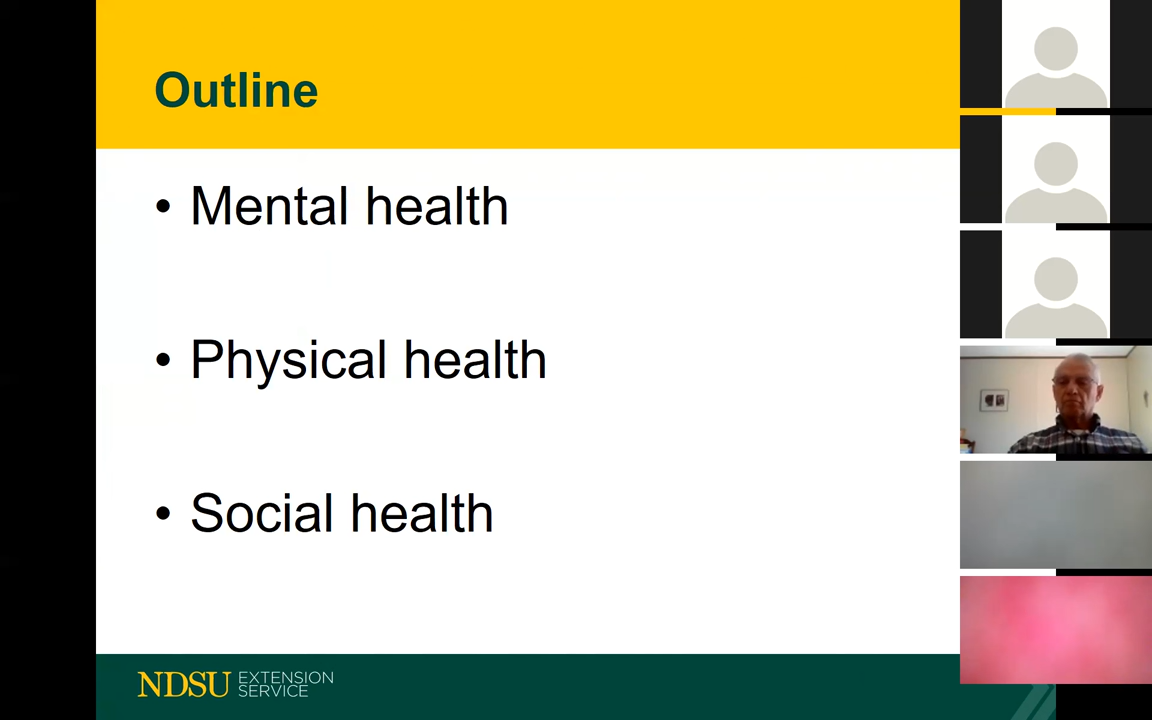 Outline
• Mental health
• Physical health
• Social health
NDSU EXTENSION
SERVICE